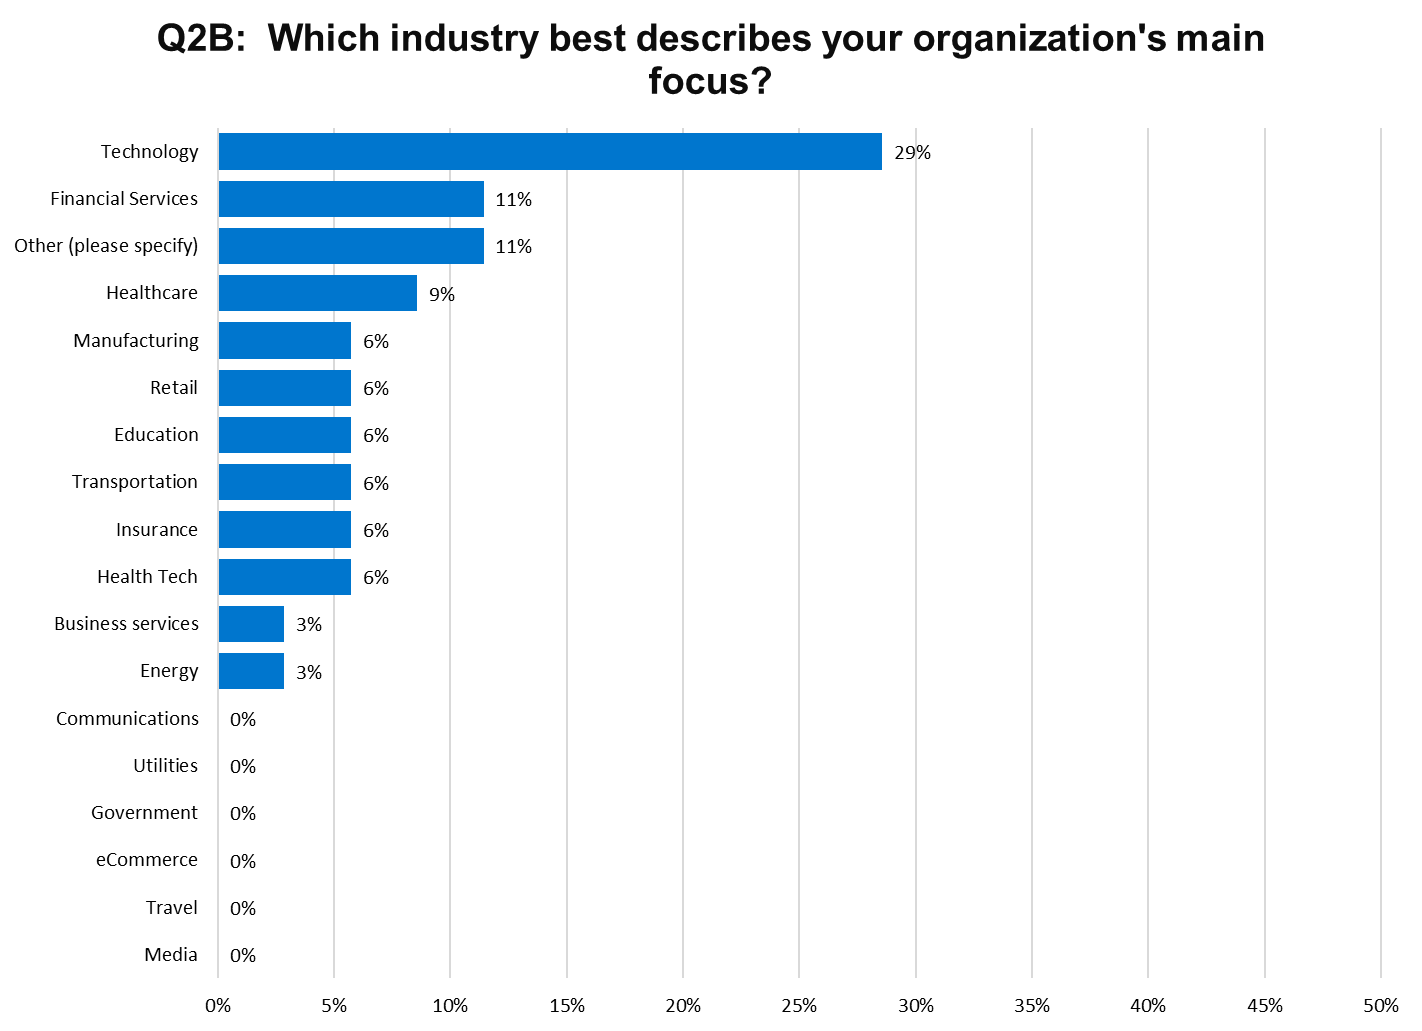 Q2B:  Which industry best describes your organization's main
focus?
Technology 29%
Financial Services 11%
Other (please specify) 11%
Healthcare 9%
Manufacturing 6%
Retail 6%
Education 6%
Transportation 6%
Insurance 6%
Health Tech 6%
Business services 3%
Energy 3%
Communications 0%
Utilities 0%
Government 0%
eCommerce 0%
Travel 0%
Media 0%
0% 5% 10% 15% 20% 25% 30% 35% 40% 45% 50%